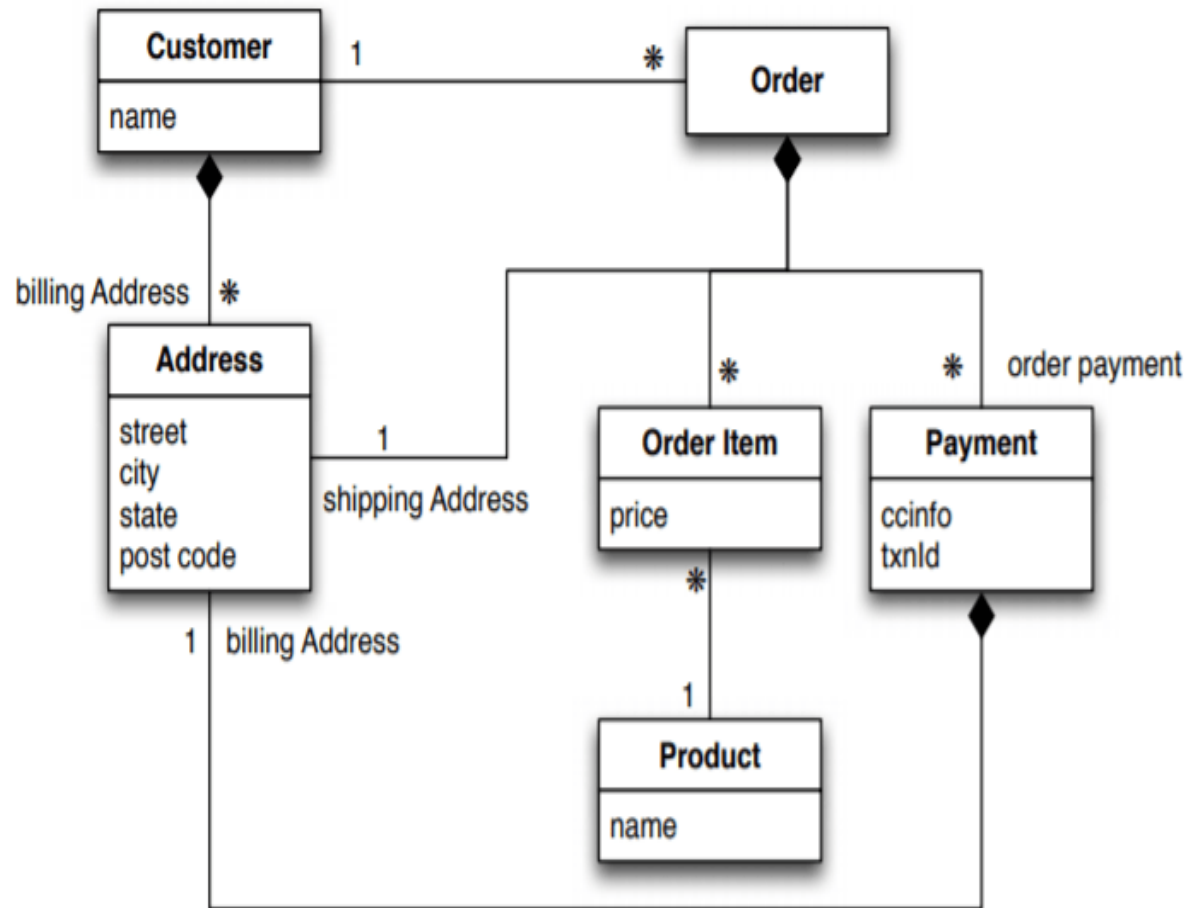 Customer
name
1
*
Order
billing Address
*
Address
street
city
state
post code
1
shipping Address
*
Order Item
price
*
order payment
Payment
ccinfo
txnId
1
billing Address
*
1
Product
name